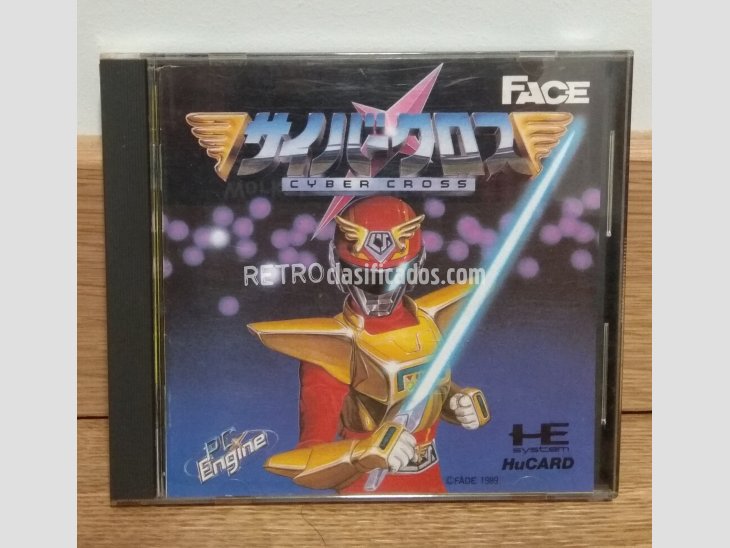 FACE
サイバークロス
CYBER CROSS
RETROclasificados.com
PC Engine
HE system
HuCARD
©FACE 1989